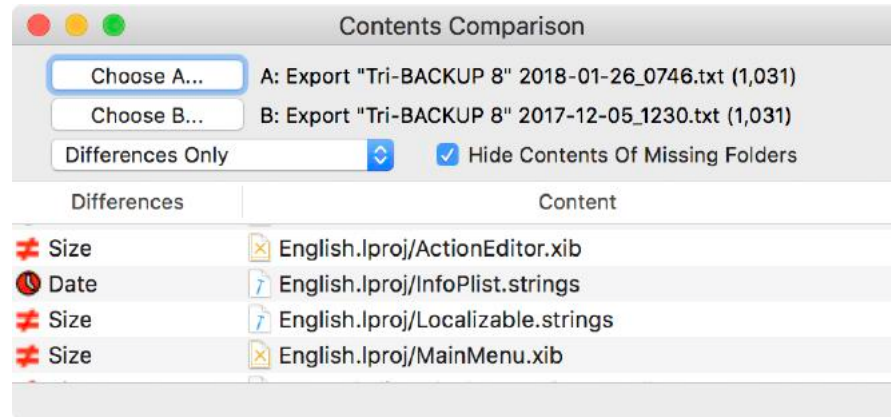 Contents Comparison
Choose A... A: Export "Tri-BACKUP 8" 2018-01-26_0746.txt (1,031)
Choose B... B: Export "Tri-BACKUP 8" 2017-12-05_1230.txt (1,031)
Differences Only Hide Contents Of Missing Folders
Differences Content
Size English.lproj/ActionEditor.xib
Date English.lproj/InfoPlist.strings
Size English.lproj/Localizable.strings
Size English.lproj/MainMenu.xib